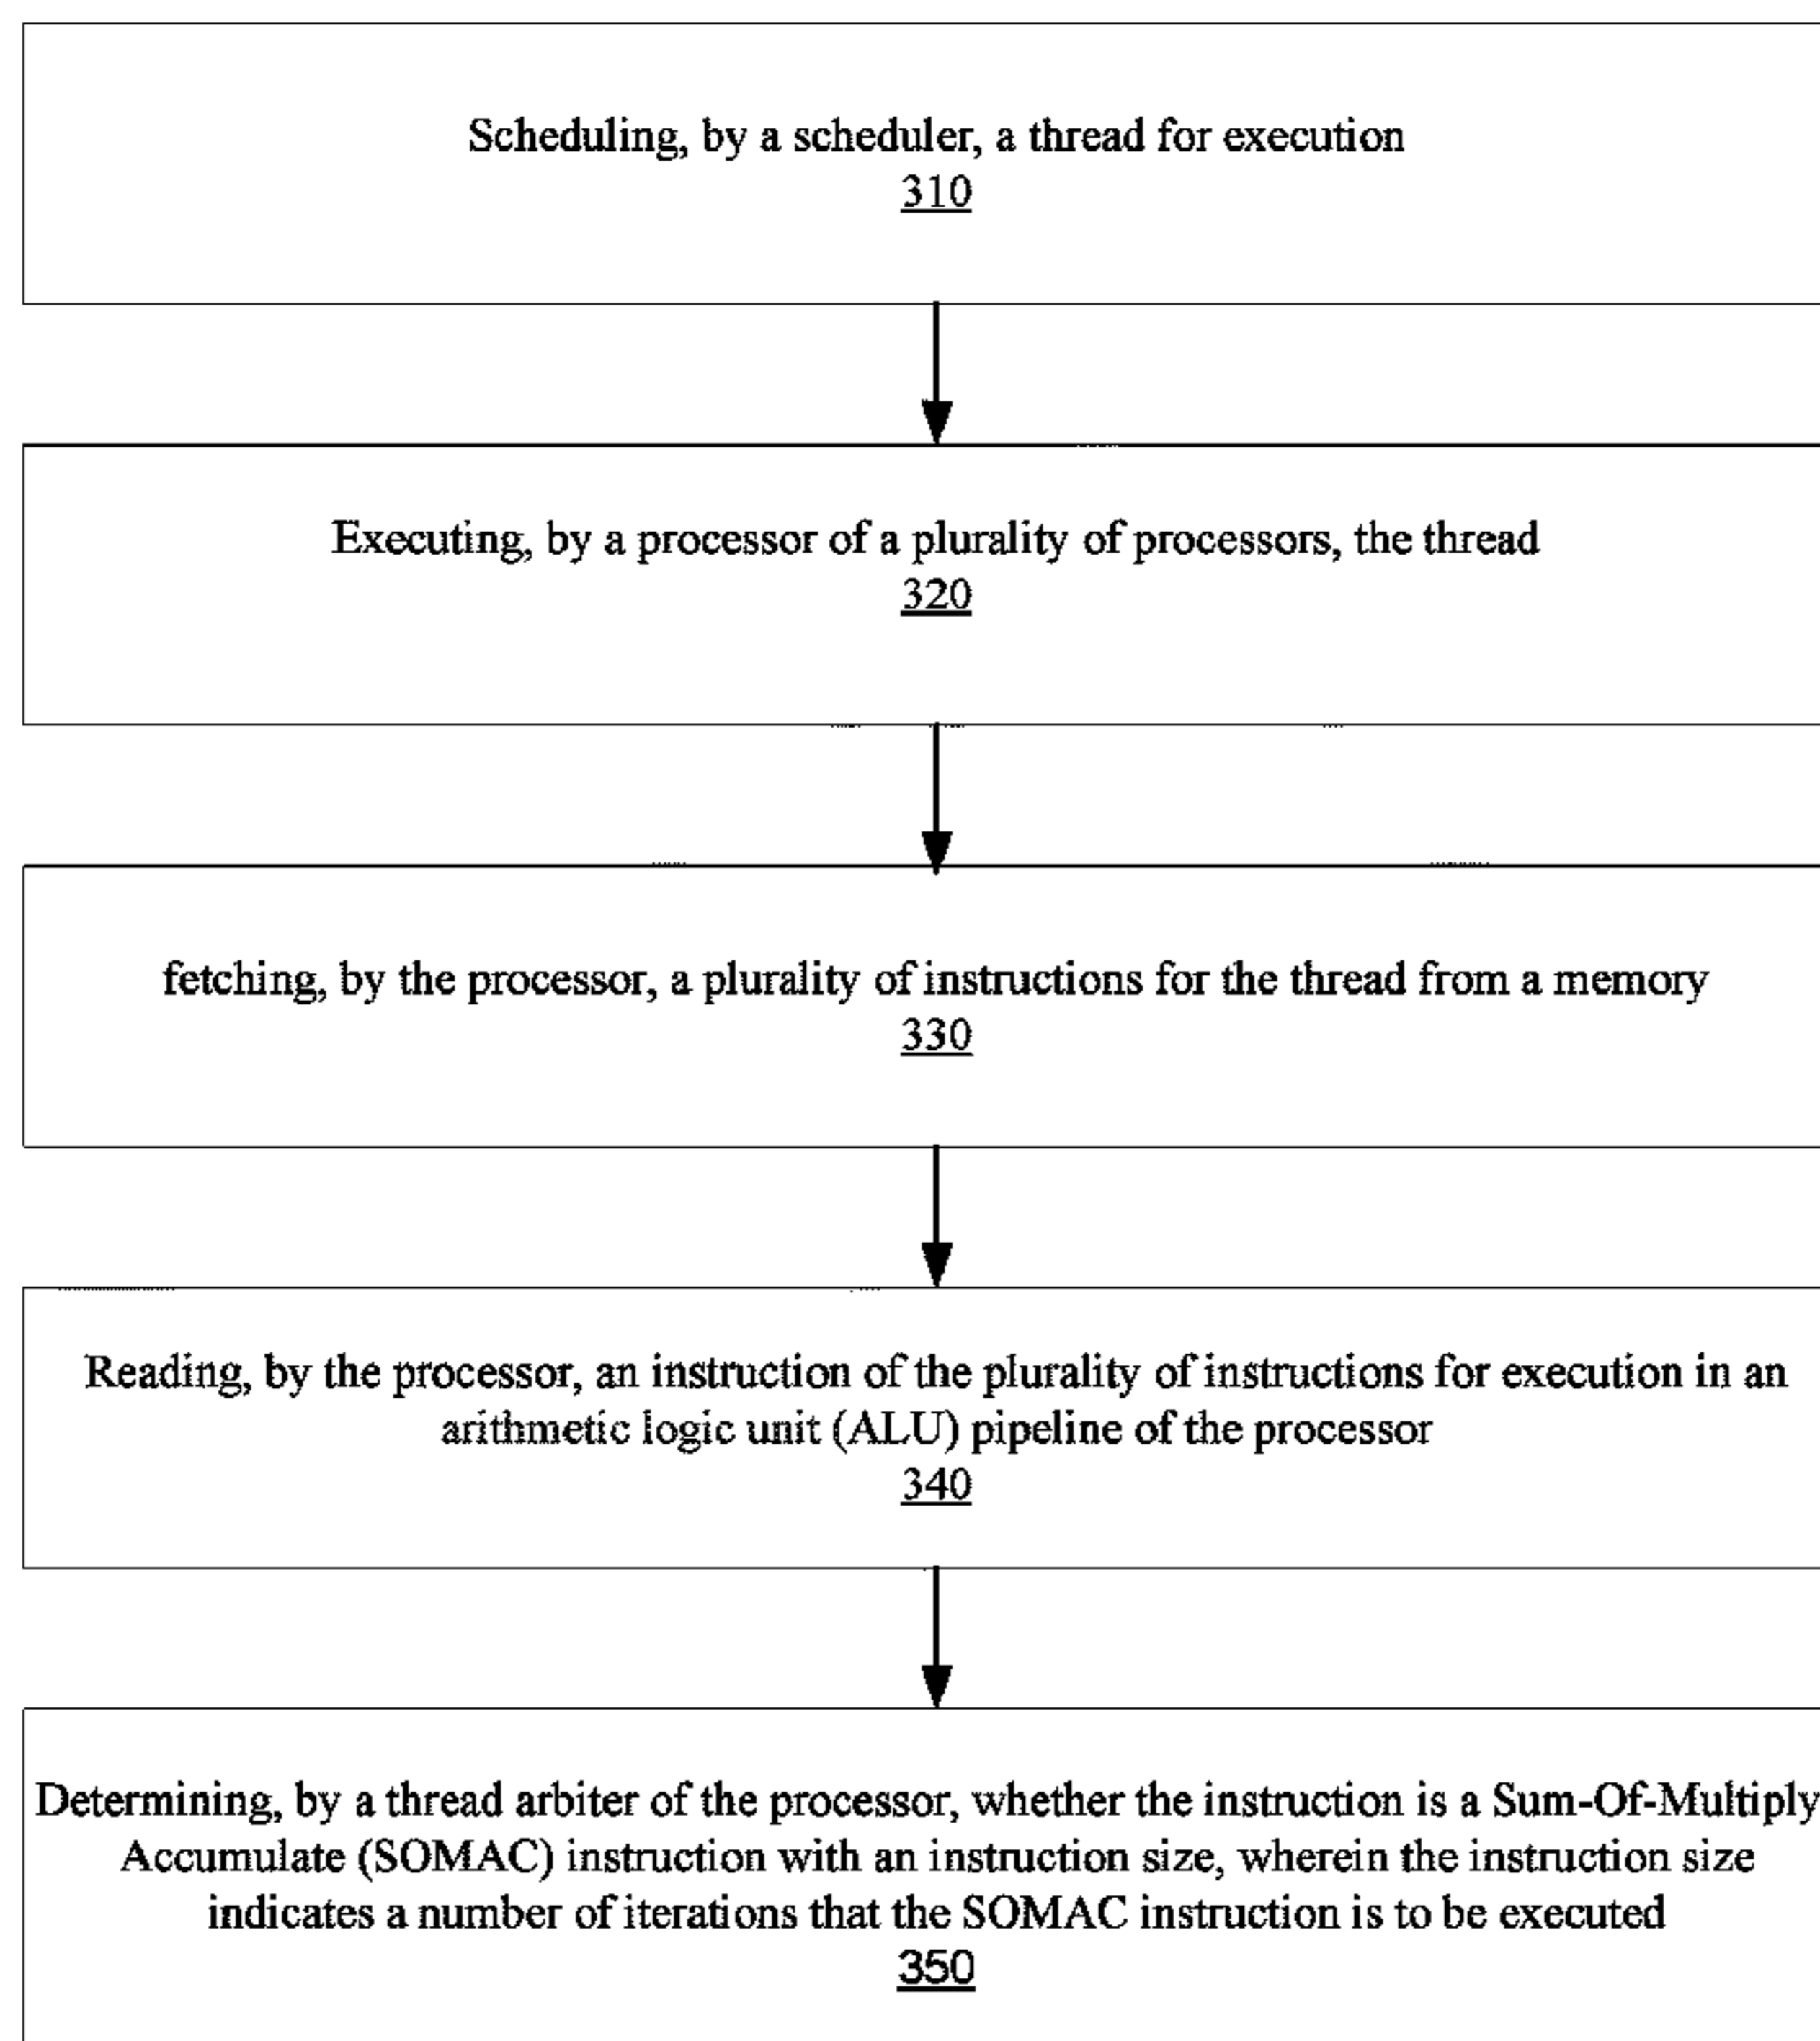 Scheduling, by a scheduler, a thread for execution
310
Executing, by a processor of a plurality of processors, the thread
320
fetching, by the processor, a plurality of instructions for the thread from a memory
330
Reading, by the processor, an instruction of the plurality of instructions for execution in an
arithmetic logic unit (ALU) pipeline of the processor
340
Determining, by a thread arbiter of the processor, whether the instruction is a Sum-Of-Multiply
Accumulate (SOMAC) instruction with an instruction size, wherein the instruction size
indicates a number of iterations that the SOMAC instruction is to be executed
350